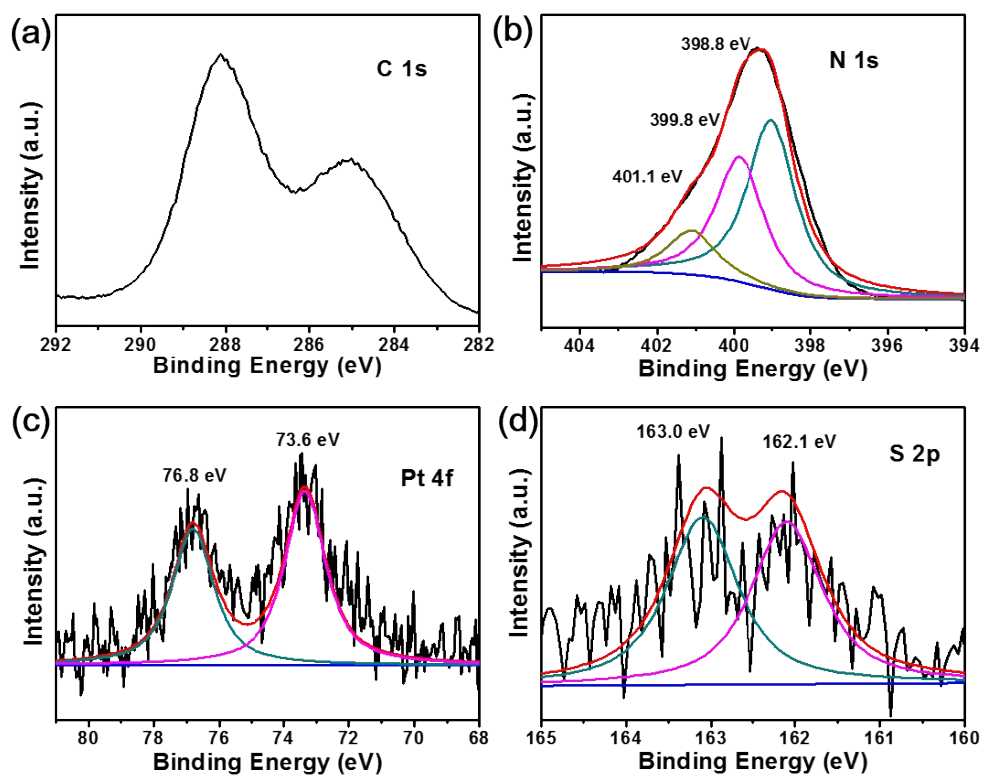 (a)
C 1s
Intensity (a.u.)
292 290 288 286 284 282
Binding Energy (eV)
(b)
398.8 eV
N 1s
399.8 eV
401.1 eV
Intensity (a.u.)
404 402 400 398 396 394
Binding Energy (eV)
(c)
73.6 eV
76.8 eV
Pt 4f
Intensity (a.u.)
80 78 76 74 72 70 68
Binding Energy (eV)
(d)
163.0 eV 162.1 eV
S 2p
Intensity (a.u.)
165 164 163 162 161 160
Binding Energy (eV)